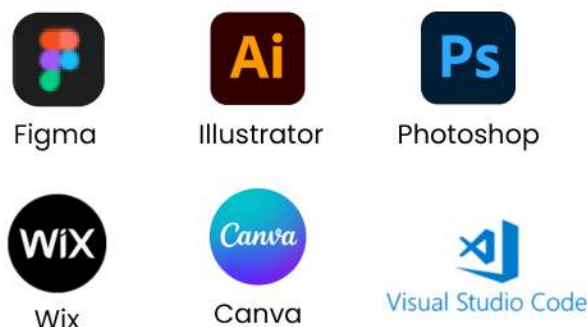 Ai
Ps
Figma
Illustrator
Photoshop
WiX
Canva
Wix
Canva
Visual Studio Code